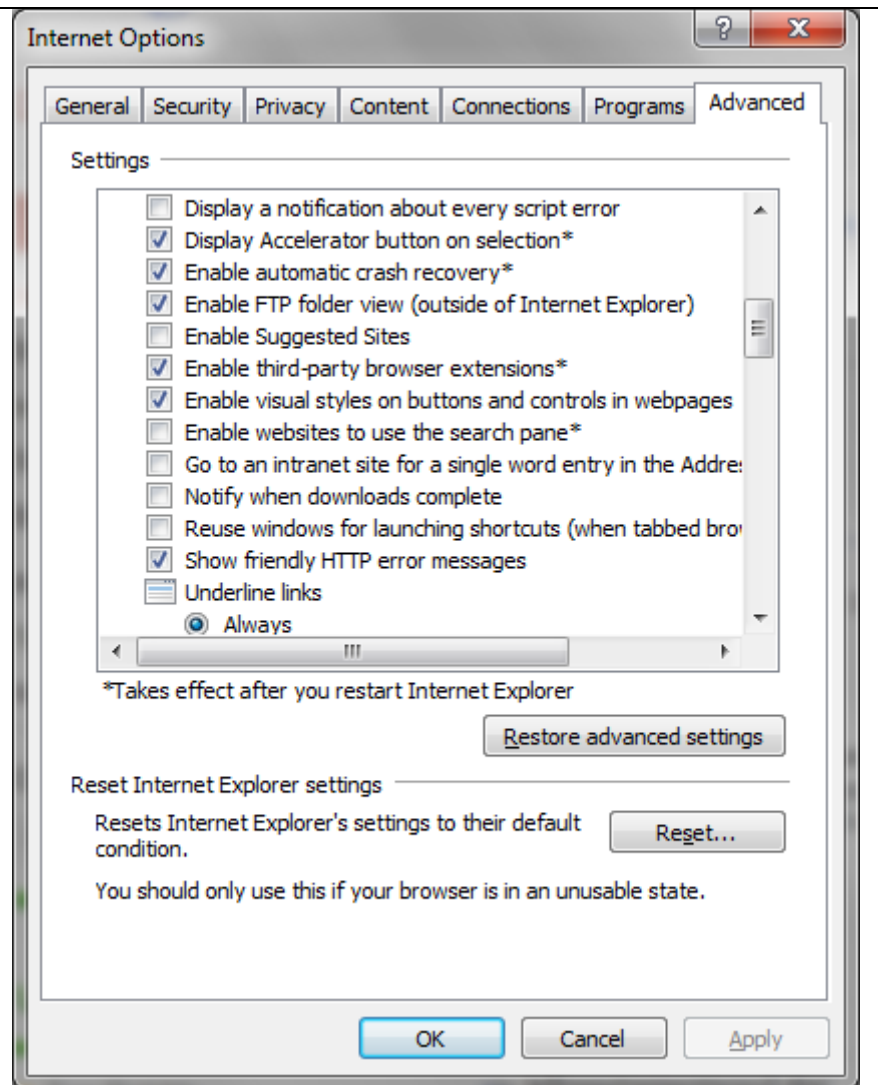 Internet Options
General Security Privacy Content Connections Programs Advanced
Settings
Display a notification about every script error
Display Accelerator button on selection*
Enable automatic crash recovery*
Enable FTP folder view (outside of Internet Explorer)
Enable Suggested Sites
Enable third-party browser extensions*
Enable visual styles on buttons and controls in webpages
Enable websites to use the search pane*
Go to an intranet site for a single word entry in the Addre
Notify when downloads complete
Reuse windows for launching shortcuts (when tabbed bro
Show friendly HTTP error messages
Underline links
Always
*Takes effect after you restart Internet Explorer
Restore advanced settings
Reset Internet Explorer settings
Resets Internet Explorer's settings to their default
condition.
Reset...
You should only use this if your browser is in an unusable state.
OK Cancel Apply